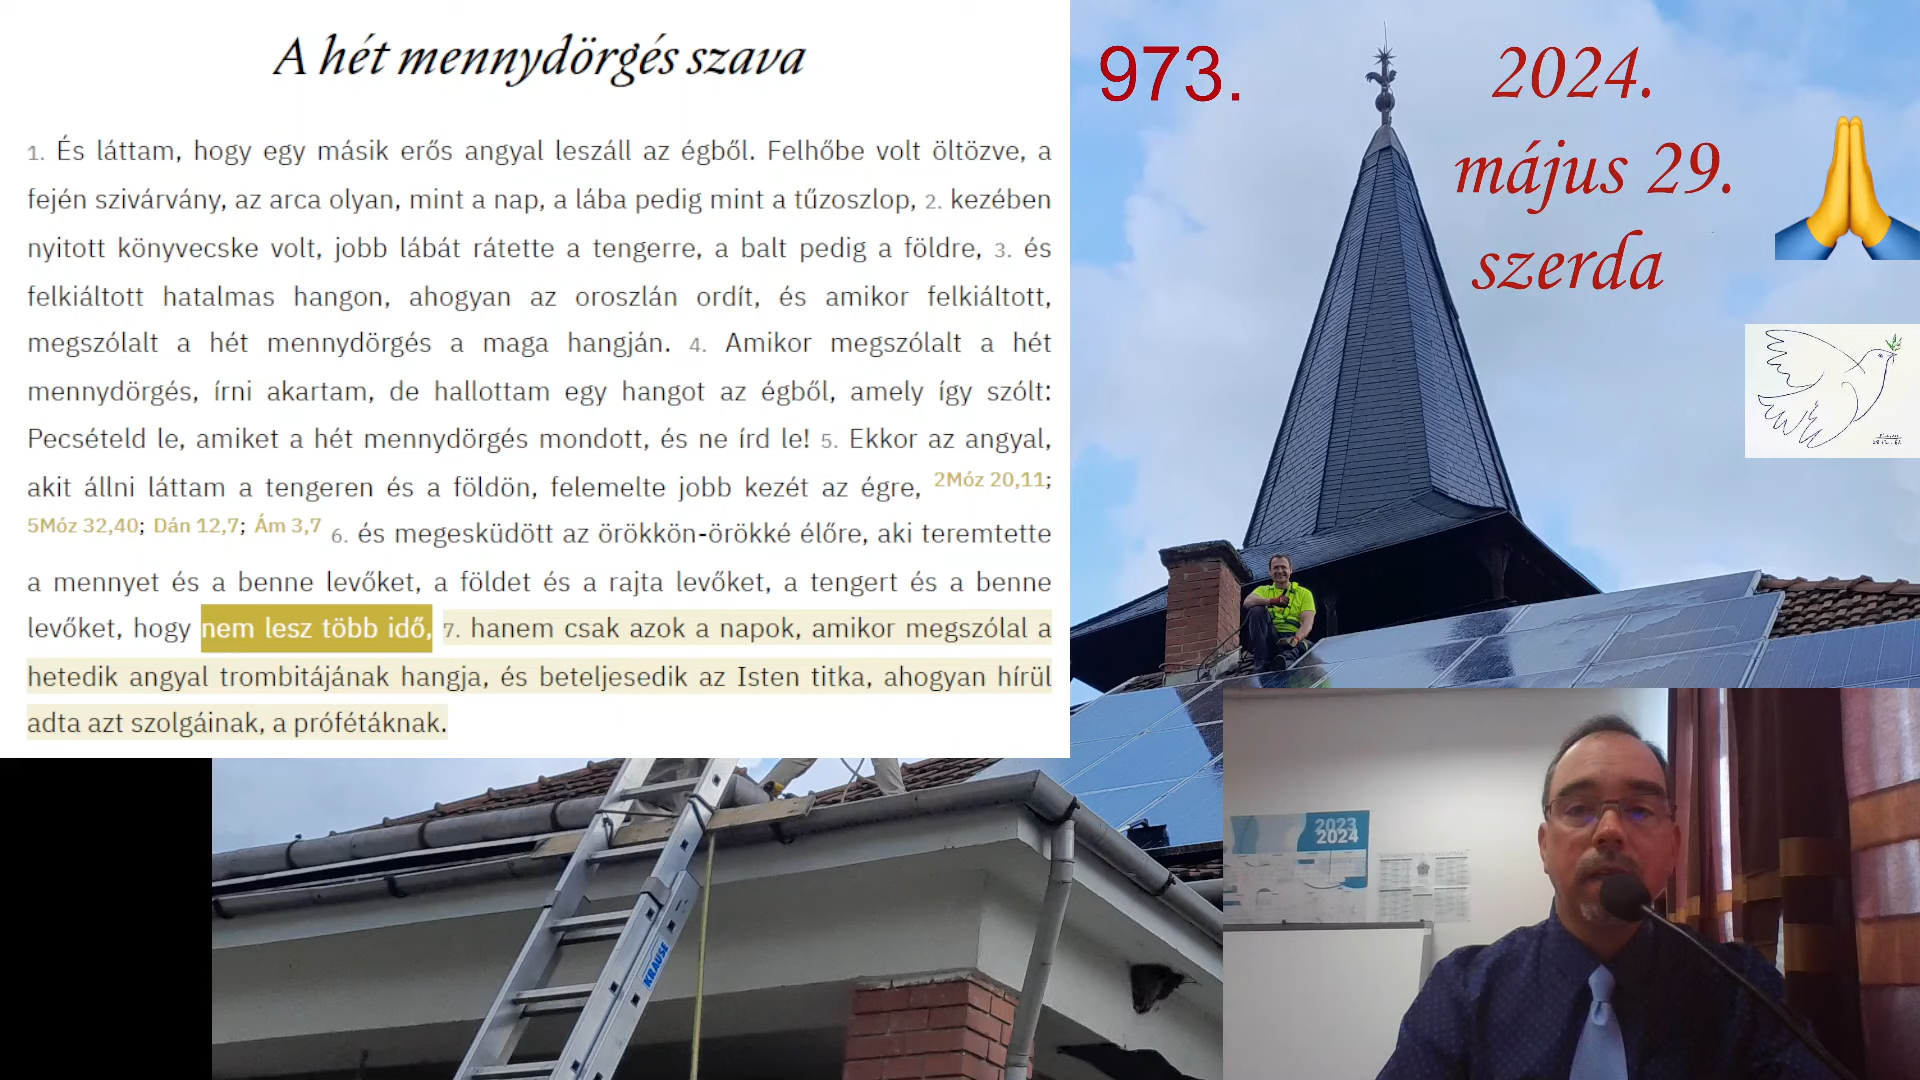 A hét mennydörgés szava
1. És láttam, hogy egy másik erős angyal leszáll az égből. Felhőbe volt öltözve, a
fején szivárvány, az arca olyan, mint a nap, a lába pedig mint a tűzoszlop, 2. kezében
nyitott könyvecske volt, jobb lábát rátette a tengerre, a balt pedig a földre, 3. és
felkiáltott hatalmas hangon, ahogyan az oroszlán ordít, és amikor felkiáltott,
megszólalt a hét mennydörgés a maga hangján. 4. Amikor megszólalt a hét
mennydörgés, írni akartam, de hallottam egy hangot az égből, amely így szólt:
Pecsételd le, amiket a hét mennydörgés mondott, és ne írd le! 5. Ekkor az angyal,
akit állni láttam a tengeren és a földön, felemelte jobb kezét az égre, 2Móz 20,11;
5Móz 32,40; Dán 12,7; Ám 3,7 6. és megesküdött az örökkön-örökké élőre, aki teremtette
a mennyet és a benne levőket, a földet és a rajta levőket, a tengert és a benne
levőket, hogy nem lesz több idő, 7. hanem csak azok a napok, amikor megszólal a
hetedik angyal trombitájának hangja, és beteljesedik az Isten titka, ahogyan hírül
adta azt szolgáinak, a prófétáknak.
973.
2024.
május 29.
szerda
KRAUSE
2023
2024